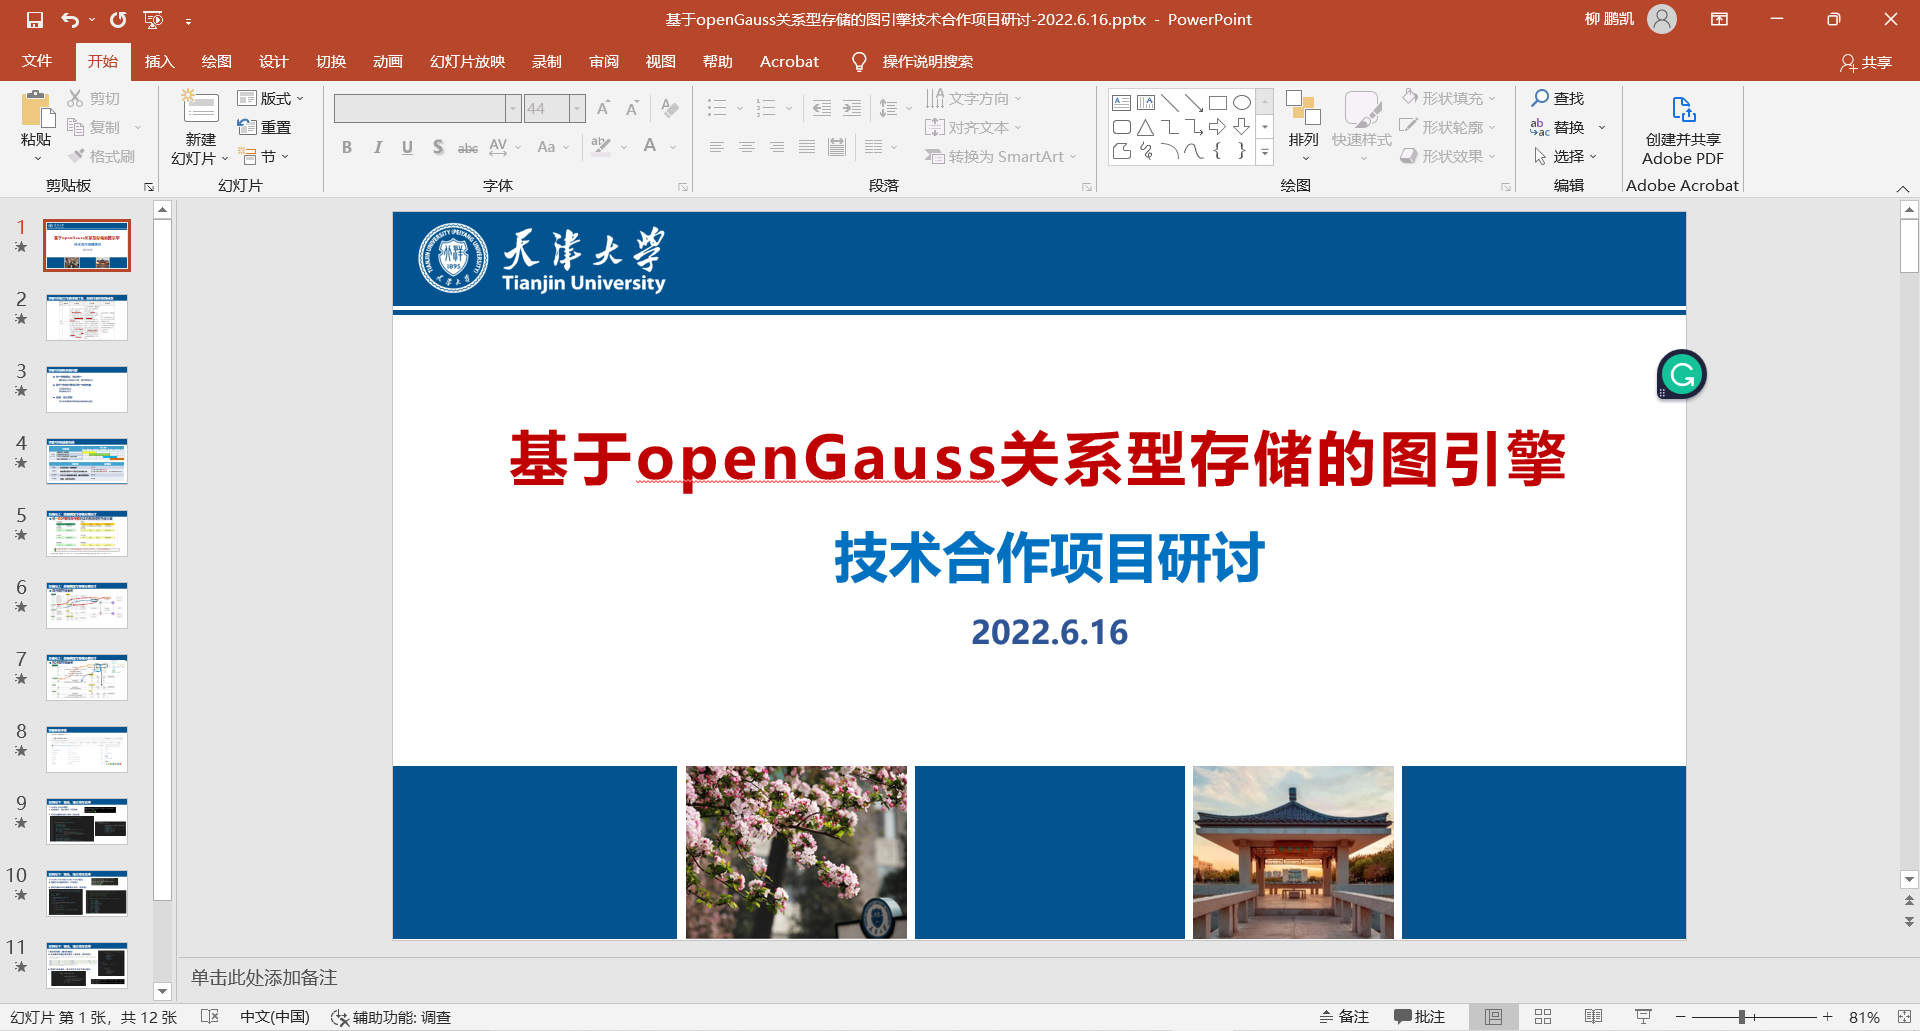 基于openGauss关系型存储的图引擎技术合作项目研讨-2022.6.16.pptx - PowerPoint
柳 鹏凯
文件 开始 插入 绘图 设计 切换 动画 幻灯片放映 录制 审阅 视图 帮助 Acrobat 操作说明搜索 共享
粘贴
剪切
复制
格式刷
剪贴板
新建
幻灯片
版式
重置
节
幻灯片
44
字体
文字方向
对齐文本
转换为 SmartArt
段落
排列
快速样式
形状填充
形状轮廓
形状效果
绘图
查找
替换
选择
编辑
创建并共享
Adobe PDF
Adobe Acrobat
1
2
3
4
5
6
7
8
9
10
11
天津大学
Tianjin University
基于openGauss关系型存储的图引擎
技术合作项目研讨
2022.6.16
单击此处添加备注
幻灯片 第 1 张，共 12 张 中文(中国) 辅助功能: 调查 备注 批注 81%